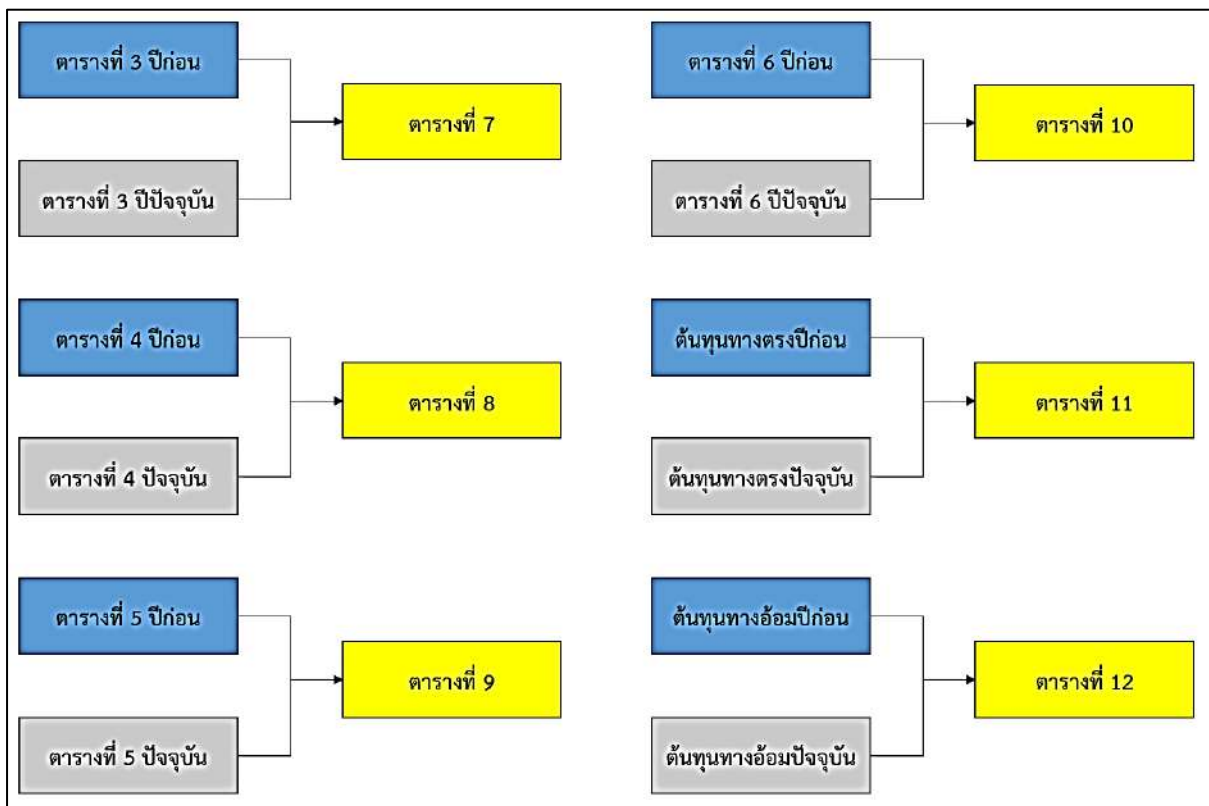 ตารางที่ 3 ปีก่อน
ตารางที่ 7
ตารางที่ 3 ปีปัจจุบัน
ตารางที่ 6 ปีก่อน
ตารางที่ 10
ตารางที่ 6 ปีปัจจุบัน
ตารางที่ 4 ปีก่อน
ตารางที่ 8
ตารางที่ 4 ปัจจุบัน
ต้นทุนทางตรงปีก่อน
ตารางที่ 11
ต้นทุนทางตรงปัจจุบัน
ตารางที่ 5 ปีก่อน
ตารางที่ 9
ตารางที่ 5 ปัจจุบัน
ต้นทุนทางอ้อมปีก่อน
ตารางที่ 12
ต้นทุนทางอ้อมปัจจุบัน